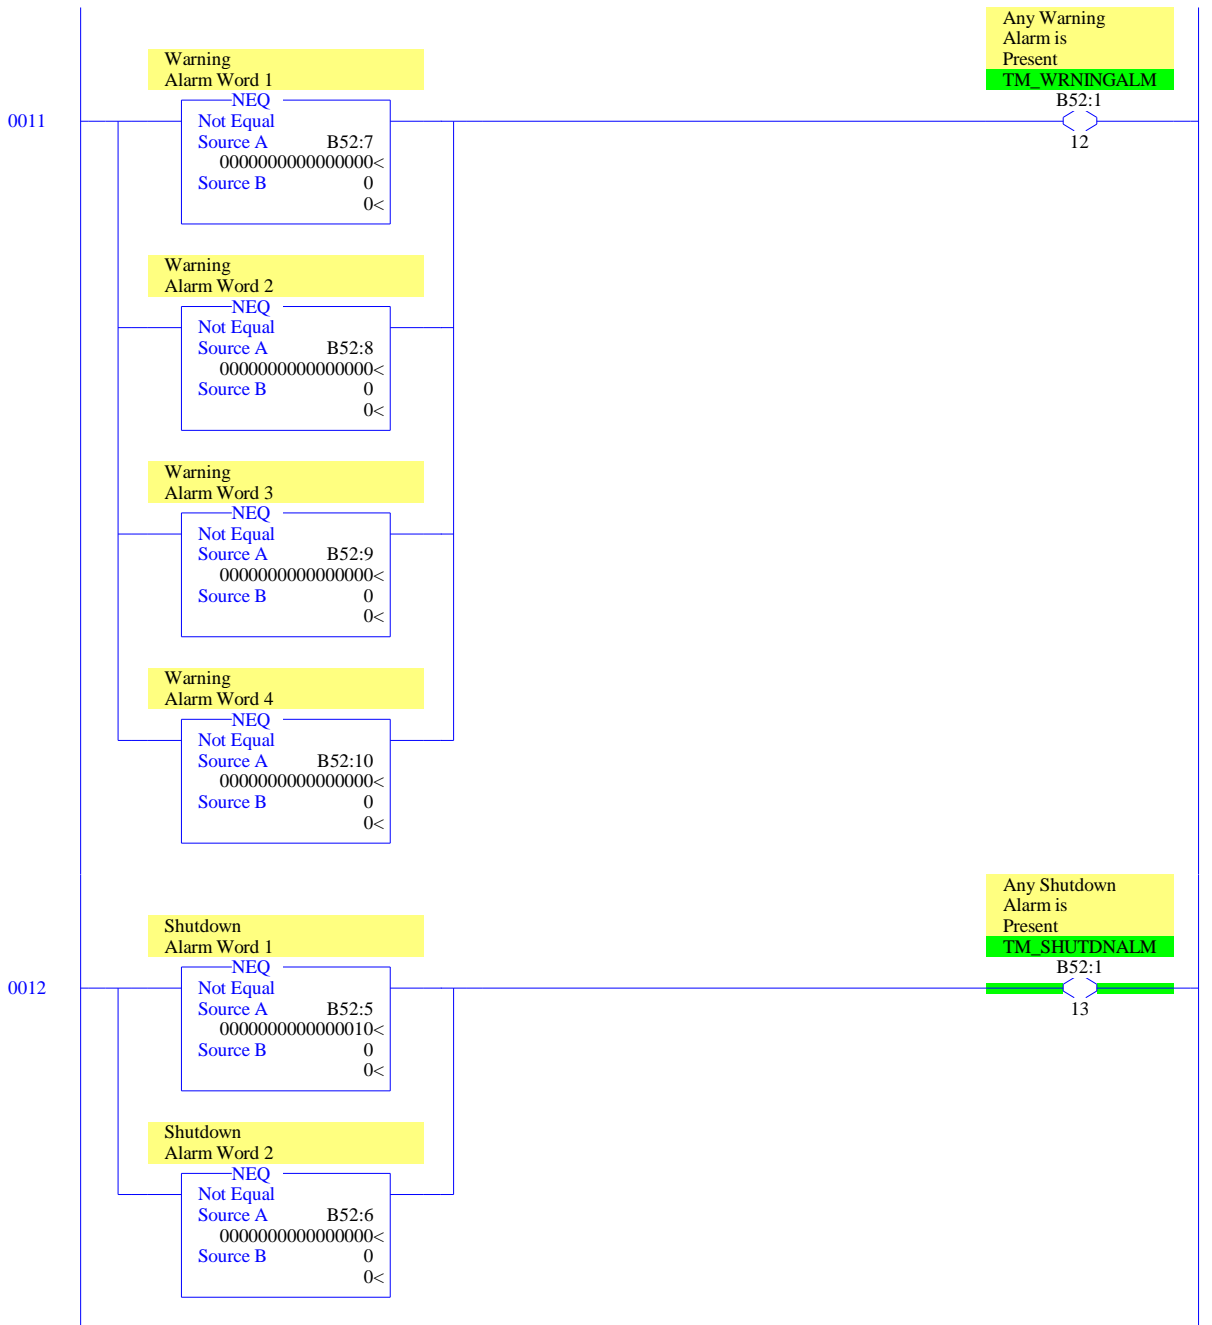 Any Warning
Alarm is
Present
TM_WRNINGALM
B52:1
12
Warning
Alarm Word 1
NEQ
0011
Not Equal
Source A B52:7
0000000000000000<
Source B 0
0<
Warning
Alarm Word 2
NEQ
Not Equal
Source A B52:8
0000000000000000<
Source B 0
0<
Warning
Alarm Word 3
NEQ
Not Equal
Source A B52:9
0000000000000000<
Source B 0
0<
Warning
Alarm Word 4
NEQ
Not Equal
Source A B52:10
0000000000000000<
Source B 0
0<
Any Shutdown
Alarm is
Present
TM_SHUTDNALM
B52:1
13
Shutdown
Alarm Word 1
NEQ
0012
Not Equal
Source A B52:5
0000000000000010<
Source B 0
0<
Shutdown
Alarm Word 2
NEQ
Not Equal
Source A B52:6
0000000000000000<
Source B 0
0<